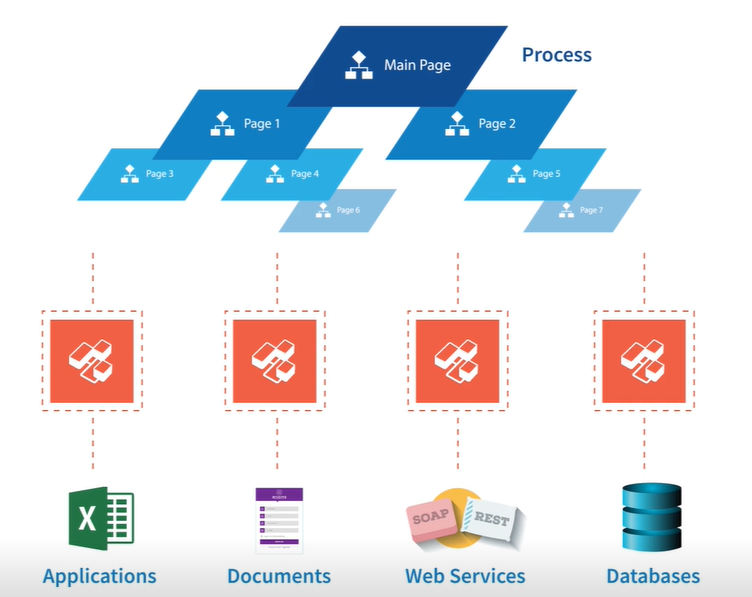 Main Page
Process
Page 1
Page 2
Page 3
Page 4
Page 5
Page 6
Page 7
X
SOAP
REST
Applications
Documents
Web Services
Databases